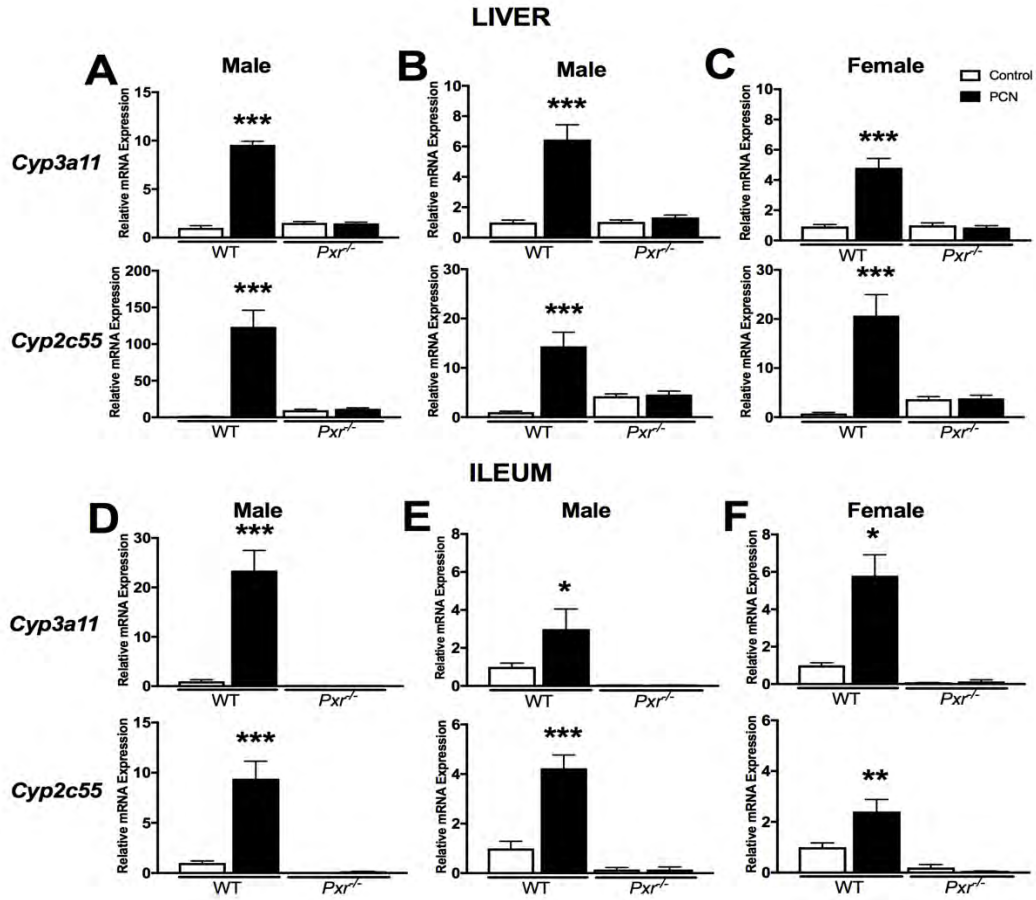 LIVER
A Male
B Male
C Female
Control
PCN
Cyp3a11
Relative mRNA Expression
15
10
5
0
***
WT Pxr-/-
Relative mRNA Expression
8
6
4
2
0
***
WT Pxr-/-
Relative mRNA Expression
8
6
4
2
0
***
WT Pxr-/-
Cyp2c55
Relative mRNA Expression
200
150
100
50
0
***
WT Pxr-/-
Relative mRNA Expression
30
20
10
0
***
WT Pxr-/-
Relative mRNA Expression
30
20
10
0
***
WT Pxr-/-
ILEUM
D Male
E Male
F Female
Cyp3a11
Relative mRNA Expression
30
20
10
0
***
WT Pxr-/-
Relative mRNA Expression
8
6
4
2
0
*
WT Pxr-/-
Relative mRNA Expression
8
6
4
2
0
*
WT Pxr-/-
Cyp2c55
Relative mRNA Expression
15
10
5
0
***
WT Pxr-/-
Relative mRNA Expression
6
4
2
0
***
WT Pxr-/-
Relative mRNA Expression
6
4
2
0
**
WT Pxr-/-